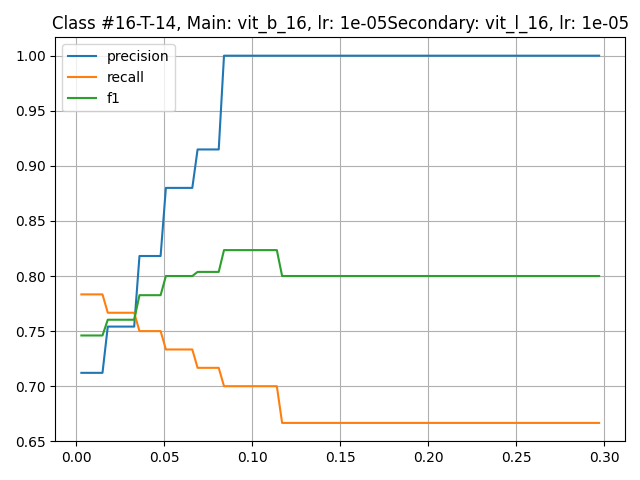 Class #16-T-14, Main: vit_b_16, lr: 1e-05Secondary: vit_l_16, lr: 1e-05
precision
recall
f1
1.00
0.95
0.90
0.85
0.80
0.75
0.70
0.65
0.00 0.05 0.10 0.15 0.20 0.25 0.30